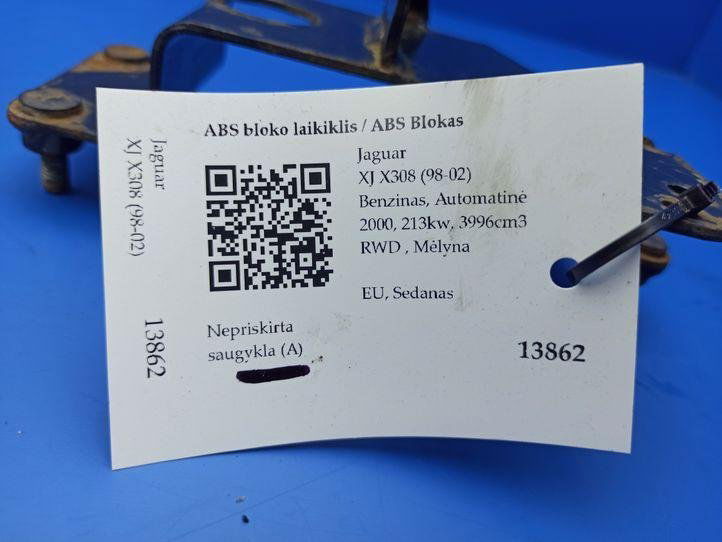 ABS bloko laikiklis / ABS Blokas
Jaguar
XJ X308 (98-02)
Benzinas, Automatinė
2000, 213kw, 3996cm3
RWD , Mėlyna
EU, Sedanas
Nepriskirta
saugykla (A)
13862
Jaguar
XJ X308 (98-02)
13862